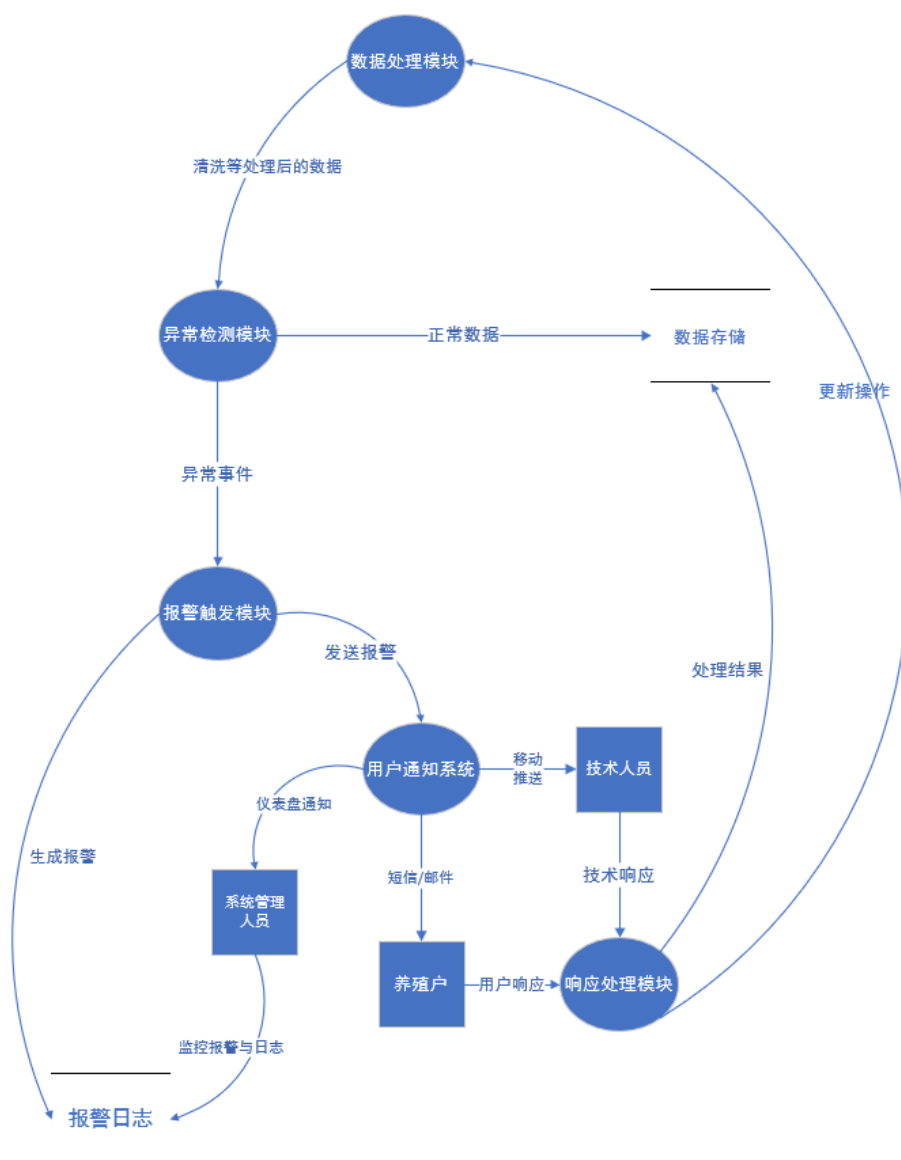 数据处理模块
清洗等处理后的数据
异常检测模块
正常数据
数据存储
更新操作
异常事件
报警触发模块
发送报警
处理结果
用户通知系统
移动
推送
技术人员
仪表盘通知
生成报警
短信/邮件
技术响应
系统管理
人员
养殖户
用户响应
响应处理模块
监控报警与日志
报警日志